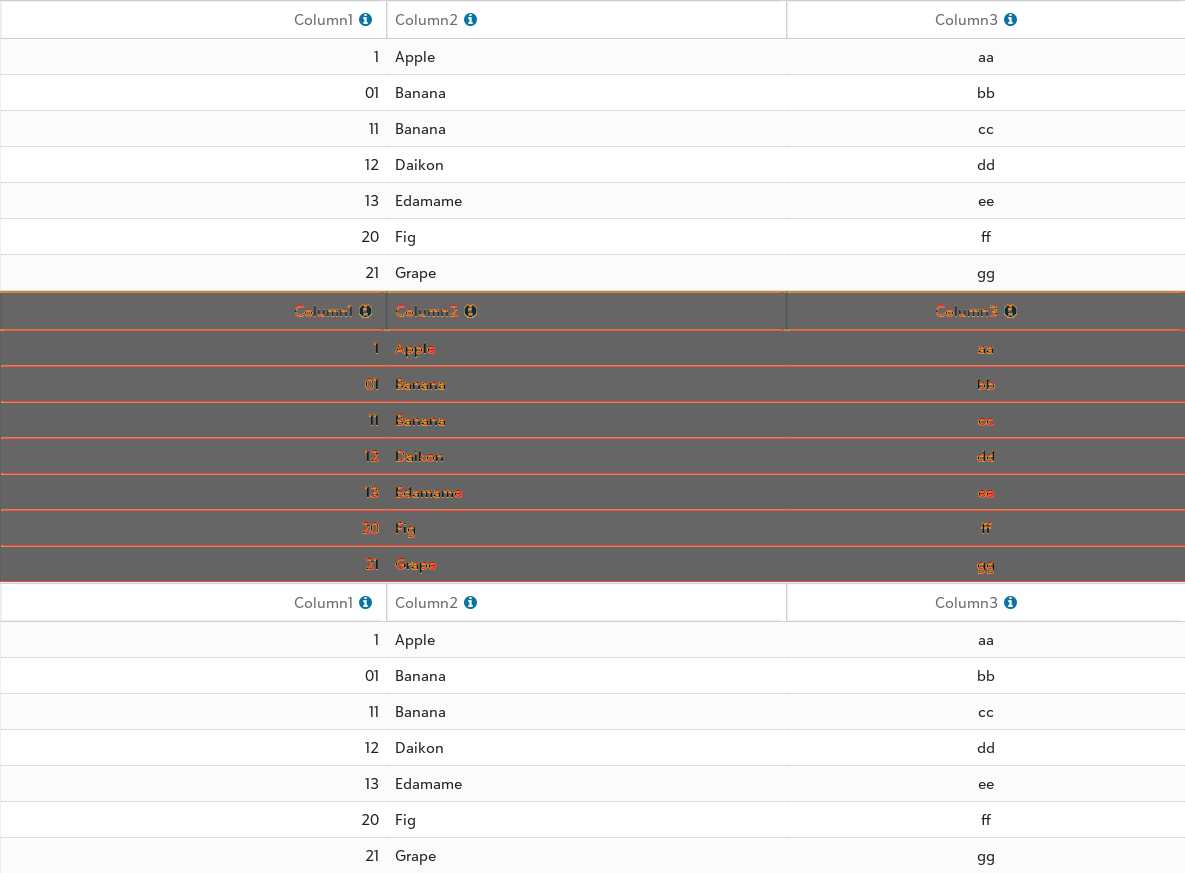 Column1 Column2 Column3
1 Apple aa
01 Banana bb
11 Banana cc
12 Daikon dd
13 Edamame ee
20 Fig ff
21 Grape gg
Column1 Column2 Column3
1 Apple aa
01 Banana bb
11 Banana cc
12 Daikon dd
13 Edamame ee
20 Fig ff
21 Grape gg
Column1 Column2 Column3
1 Apple aa
01 Banana bb
11 Banana cc
12 Daikon dd
13 Edamame ee
20 Fig ff
21 Grape gg